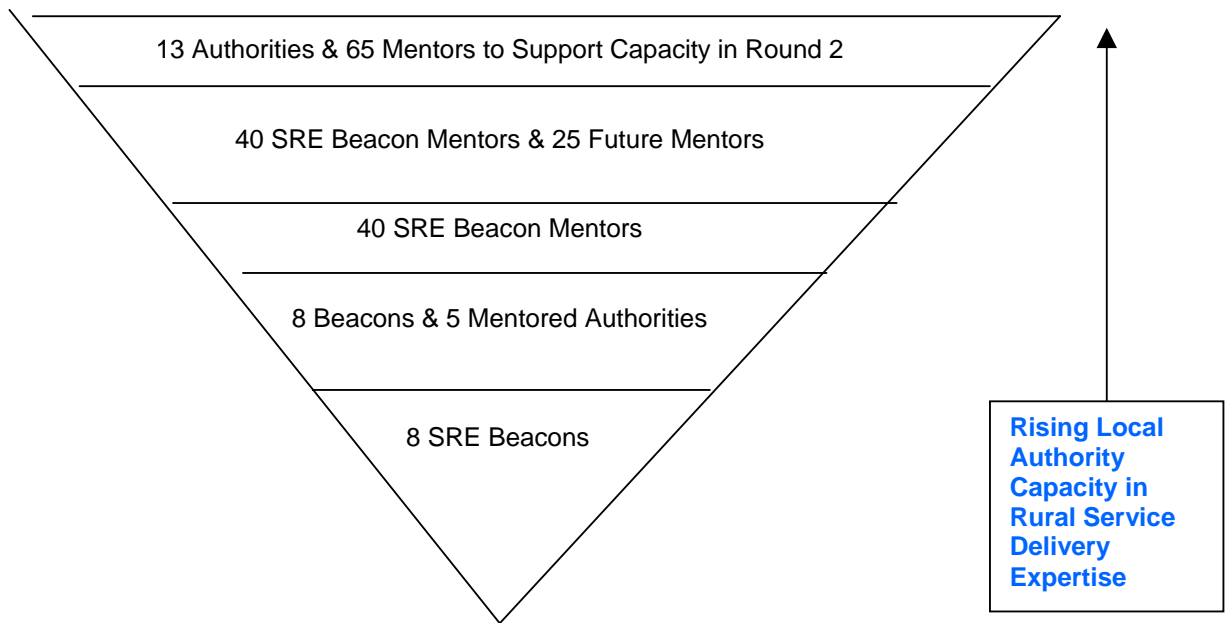 13 Authorities & 65 Mentors to Support Capacity in Round 2
40 SRE Beacon Mentors & 25 Future Mentors
40 SRE Beacon Mentors
8 Beacons & 5 Mentored Authorities
8 SRE Beacons
Rising Local
Authority
Capacity in
Rural Service
Delivery
Expertise